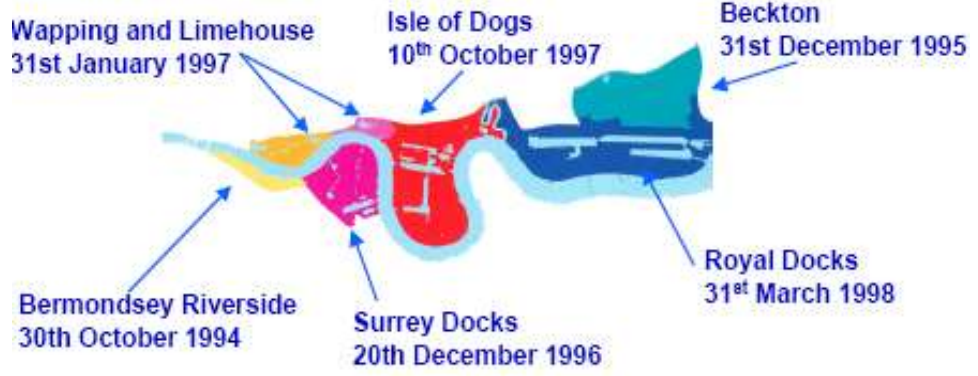 Wapping and Limehouse
31st January 1997
Isle of Dogs
10th October 1997
Beckton
31st December 1995
Bermondsey Riverside
30th October 1994
Surrey Docks
20th December 1996
Royal Docks
31st March 1998